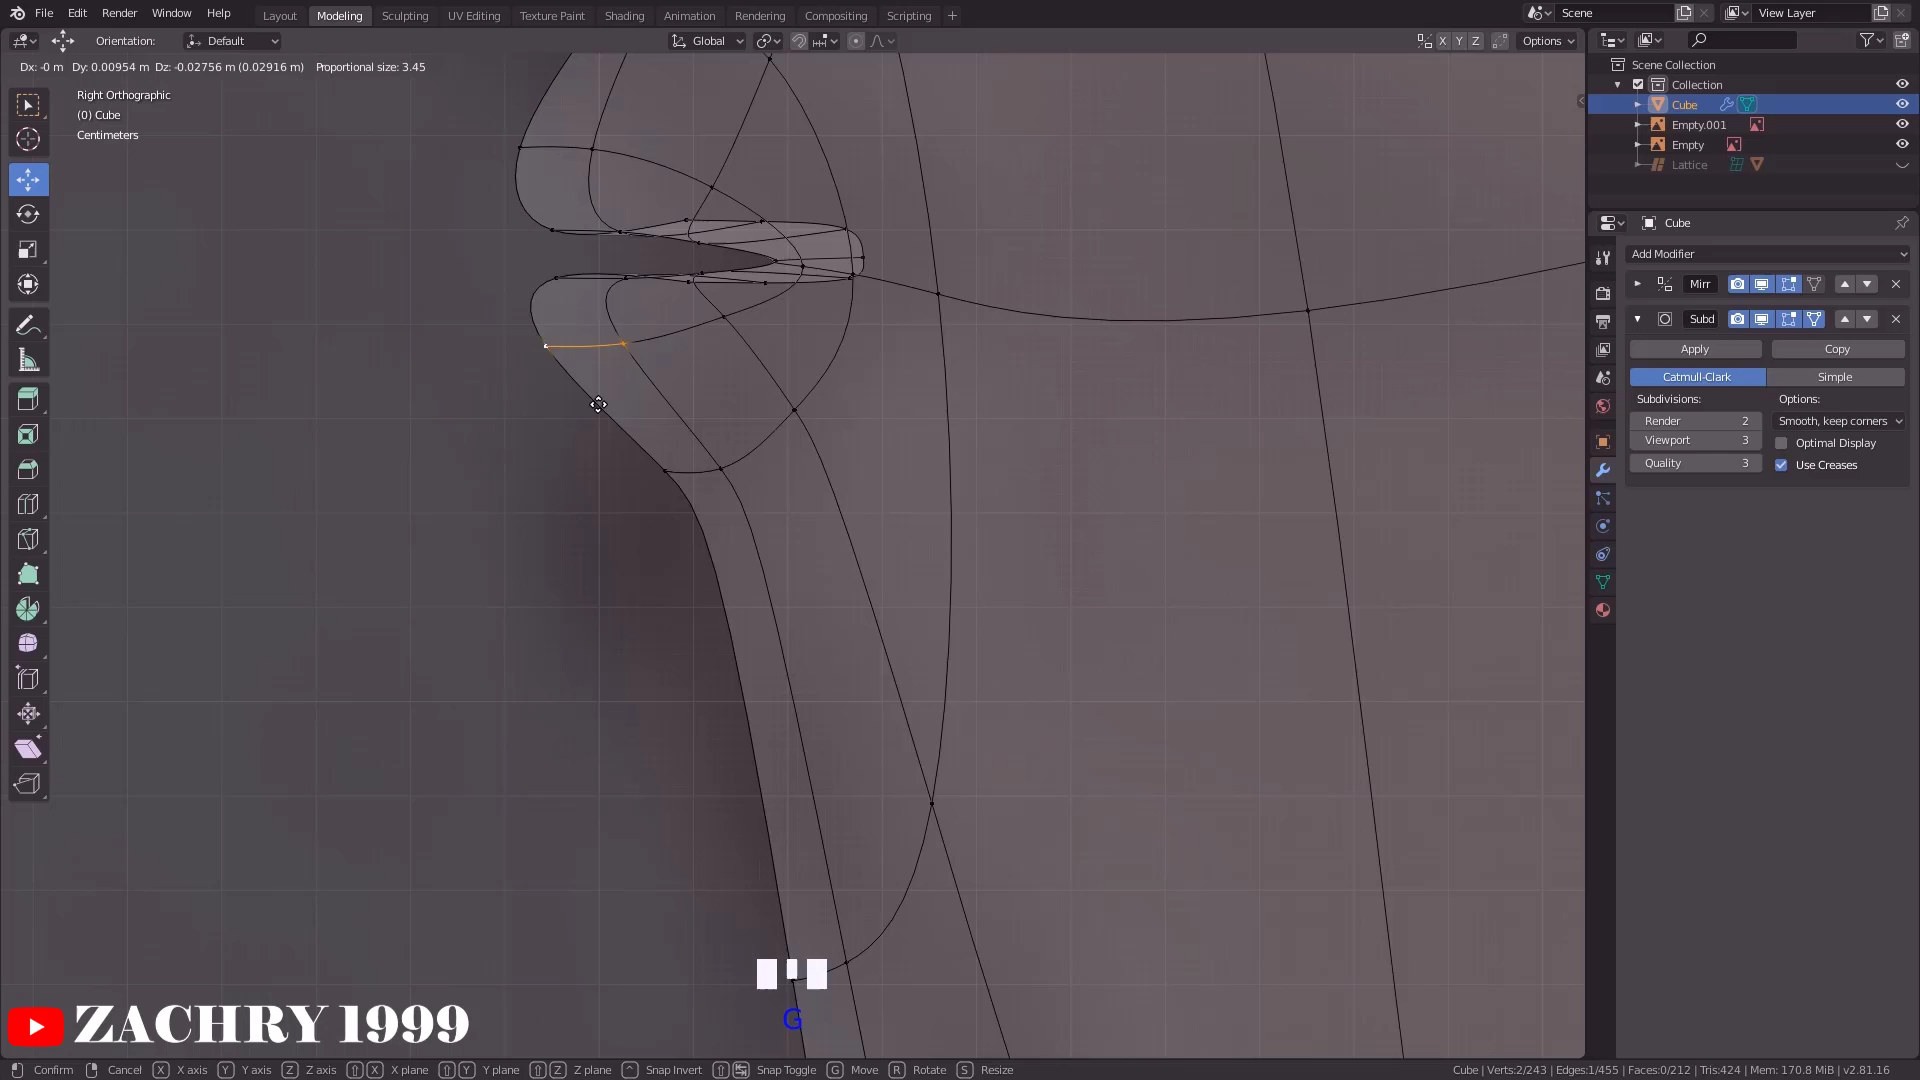 File Edit Render Window Help Layout Modeling Sculpting UV Editing Texture Paint Shading Animation Rendering Compositing Scripting + Scene View Layer
Orientation: Default Global X Y Z Options
Dx: -0 m Dy: 0.00954 m Dz: -0.02756 m (0.02916 m) Proportional size: 3.45
Right Orthographic
(0) Cube
Centimeters
Scene Collection
Collection
Cube
Empty.001
Empty
Lattice
Cube
Add Modifier
Mirr
Subd
Apply Copy
Catmull-Clark Simple
Subdivisions: Options:
Render 2 Smooth, keep corners
Viewport 3 Optimal Display
Quality 3 Use Creases
G
ZACHRY 1999
Confirm Cancel X X axis Y Y axis Z Z axis X X plane Y Y plane Z Z plane ^ Snap Invert Snap Toggle G Move R Rotate S Resize Cube | Verts:2/243 | Edges:1/455 | Faces:0/212 | Tris:424 | Mem: 170.8 MiB | v2.81.16